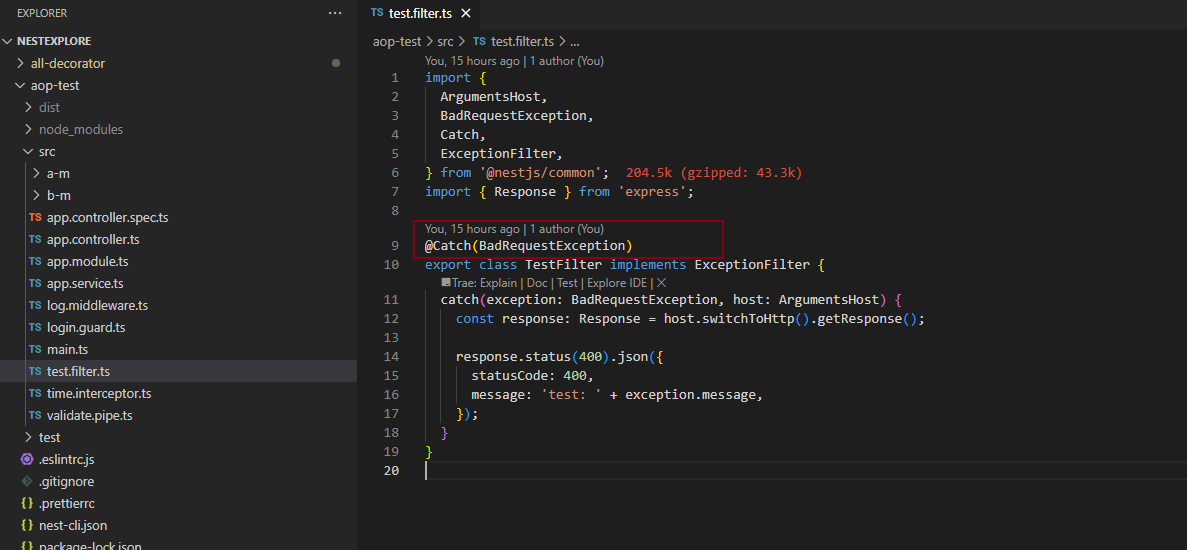 EXPLORER
...
NESTEXPLORE
all-decorator
aop-test
dist
node_modules
src
a-m
b-m
TS app.controller.spec.ts
TS app.controller.ts
TS app.module.ts
TS app.service.ts
TS log.middleware.ts
TS login.guard.ts
TS main.ts
TS test.filter.ts
TS time.interceptor.ts
TS validate.pipe.ts
test
.eslintrc.js
.gitignore
.prettierrc
{} nest-cli.json
{} package-lock.json
TS test.filter.ts ×
aop-test > src > TS test.filter.ts > ...
You, 15 hours ago | 1 author (You)
1 import {
2 ArgumentsHost,
3 BadRequestException,
4 Catch,
5 ExceptionFilter,
6 } from '@nestjs/common'; 204.5k (gzipped: 43.3k)
7 import { Response } from 'express';
8
You, 15 hours ago | 1 author (You)
9 @Catch(BadRequestException)
10 export class TestFilter implements ExceptionFilter {
Trae: Explain | Doc | Test | Explore IDE | ×
11 catch(exception: BadRequestException, host: ArgumentsHost) {
12 const response: Response = host.switchToHttp().getResponse();
13
14 response.status(400).json({
15 statusCode: 400,
16 message: 'test: ' + exception.message,
17 });
18 }
19 }
20